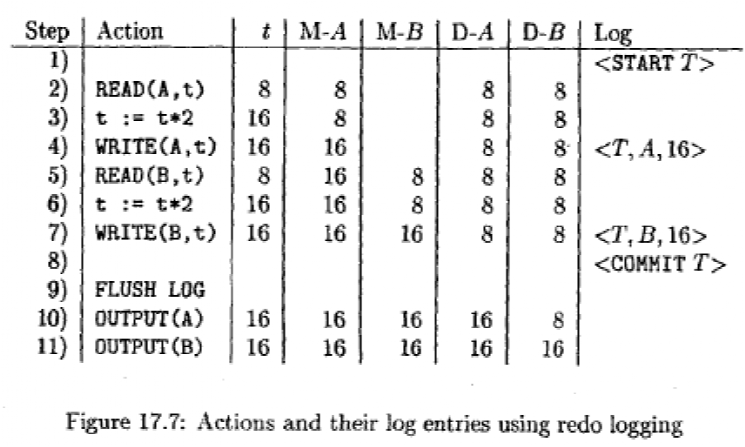 Step Action t M-A M-B D-A D-B Log
1) <START T>
2) READ(A,t) 8 8 8 8
3) t := t*2 16 8 8 8
4) WRITE(A,t) 16 16 8 8 <T, A, 16>
5) READ(B,t) 8 16 8 8 8
6) t := t*2 16 16 8 8 8
7) WRITE(B,t) 16 16 16 8 8 <T, B, 16>
8) <COMMIT T>
9) FLUSH LOG
10) OUTPUT(A) 16 16 16 16 8
11) OUTPUT(B) 16 16 16 16 16
Figure 17.7: Actions and their log entries using redo logging